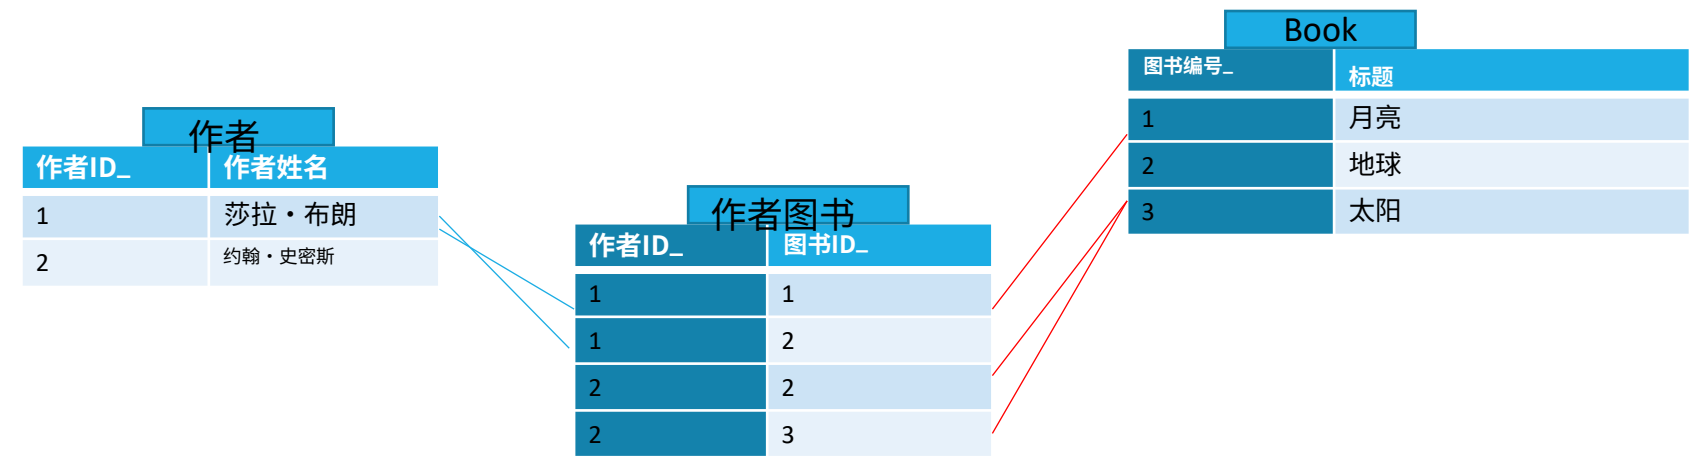 作者
作者ID_ 作者姓名
1 莎拉·布朗
2 约翰·史密斯
作者图书
作者ID_ 图书ID_
1 1
1 2
2 2
2 3
Book
图书编号_ 标题
1 月亮
2 地球
3 太阳